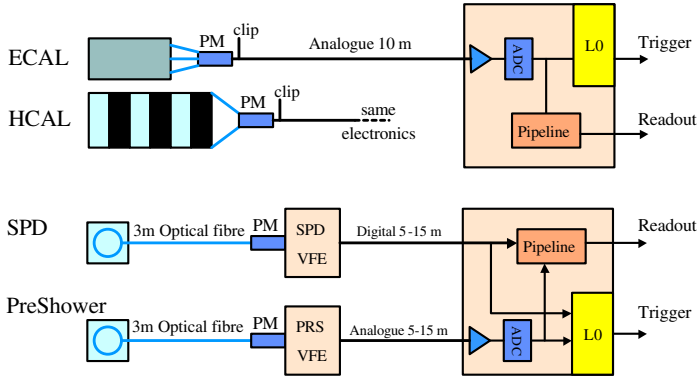 ECAL
PM
clip
Analogue 10 m
ADC
L0
Trigger
HCAL
PM
clip
same
electronics
Pipeline
Readout
SPD
3m Optical fibre
PM
SPD
VFE
Digital 5-15 m
Pipeline
Readout
PreShower
3m Optical fibre
PM
PRS
VFE
Analogue 5-15 m
ADC
L0
Trigger